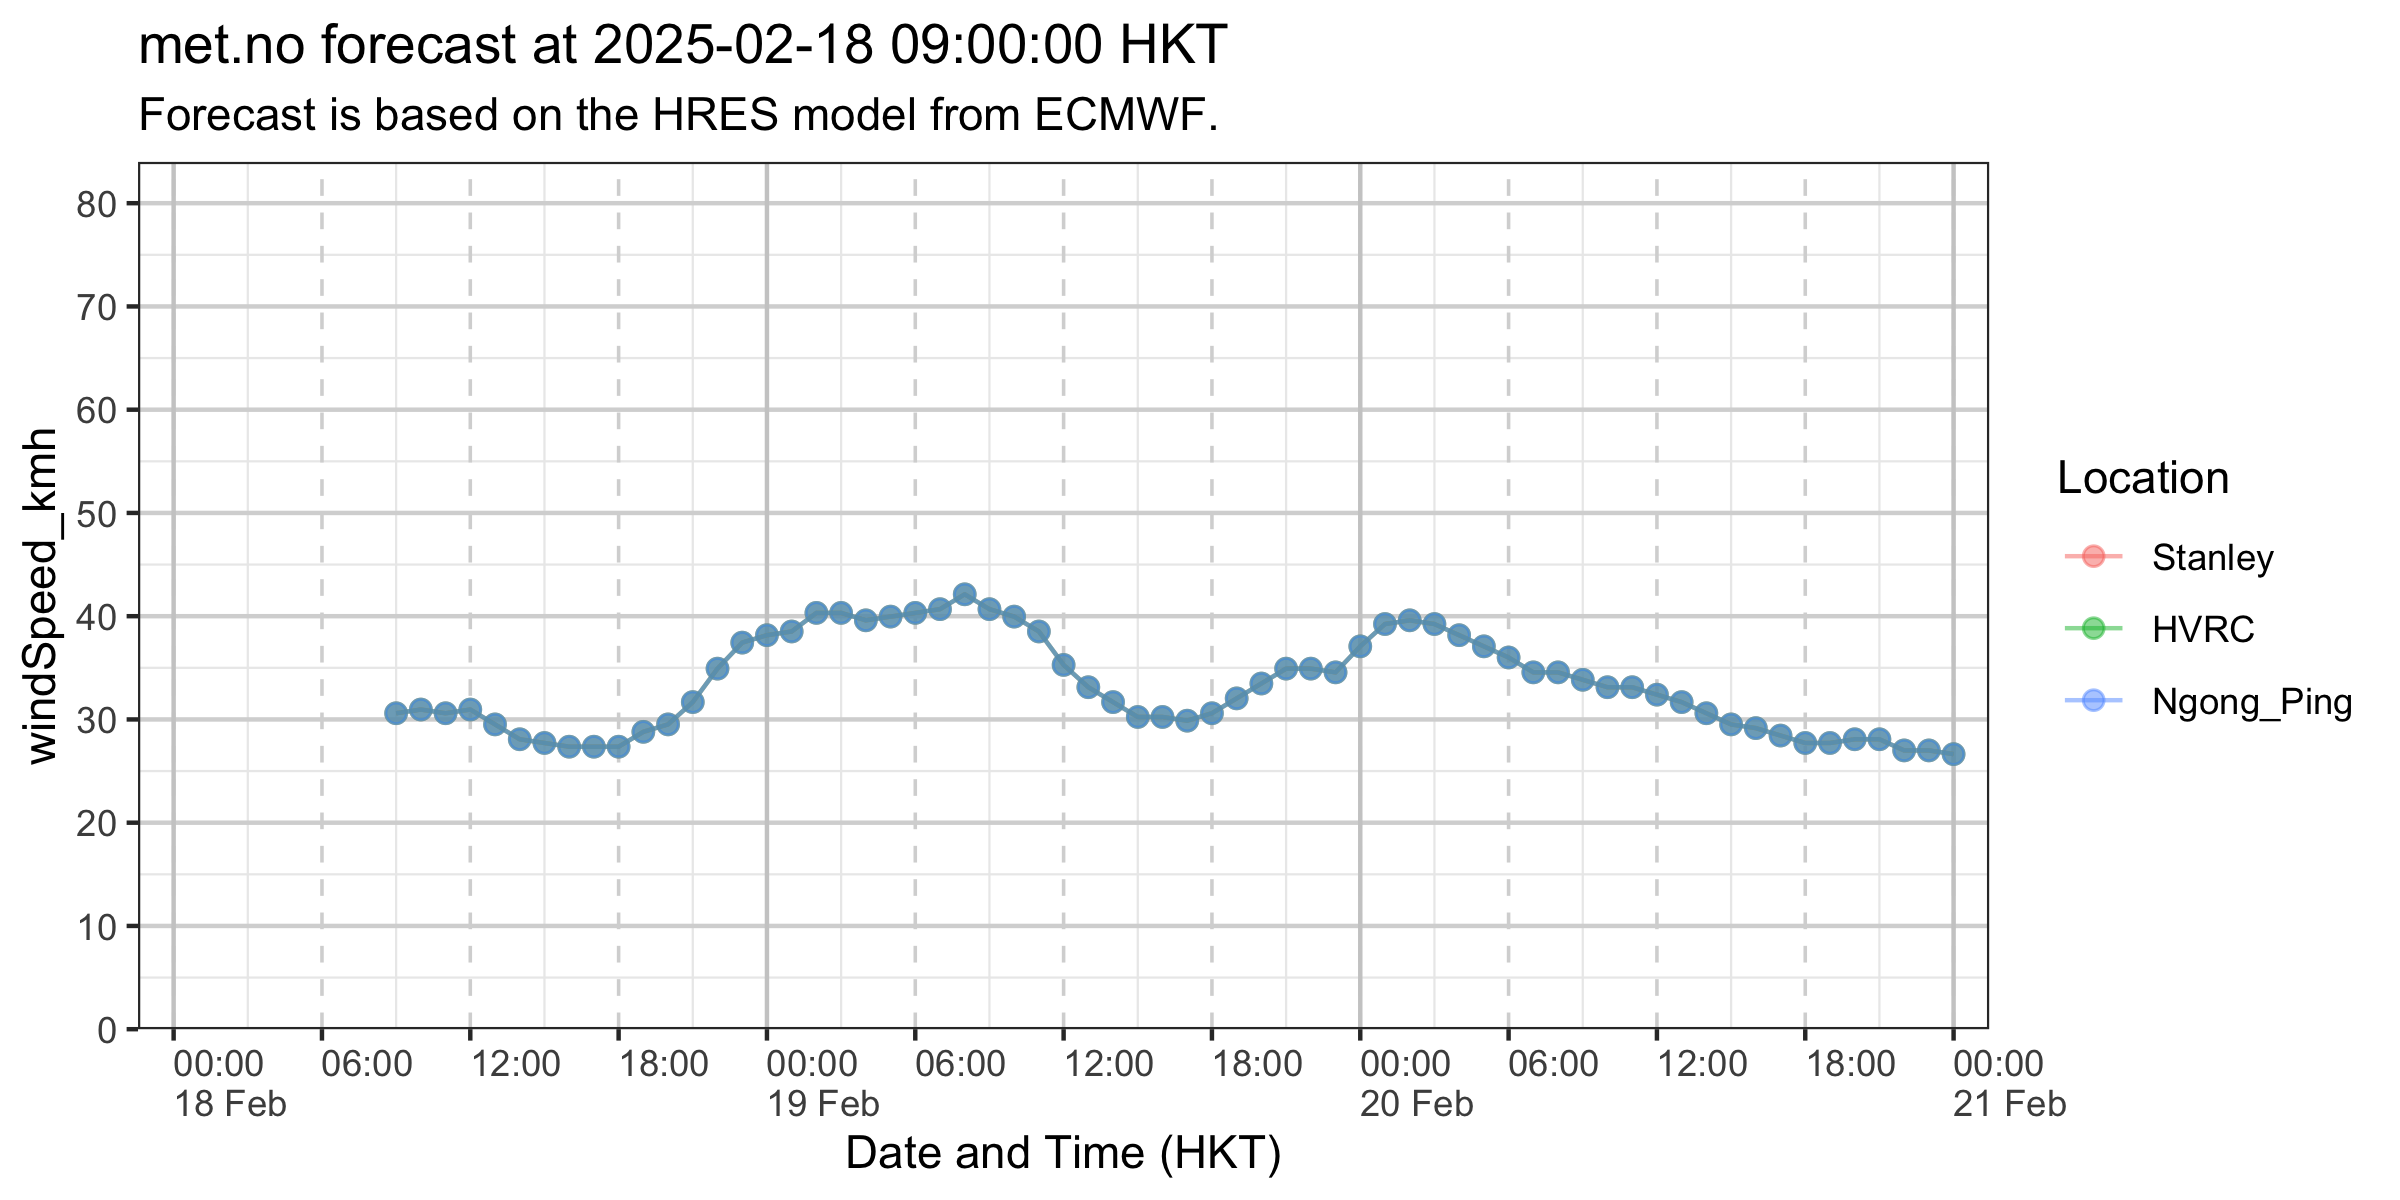 met.no forecast at 2025-02-18 09:00:00 HKT
Forecast is based on the HRES model from ECMWF.
windSpeed_kmh
80
70
60
50
40
30
20
10
0
00:00 06:00 12:00 18:00 00:00 06:00 12:00 18:00 00:00 06:00 12:00 18:00 00:00
18 Feb 19 Feb 20 Feb 21 Feb
Date and Time (HKT)
Location
Stanley
HVRC
Ngong_Ping